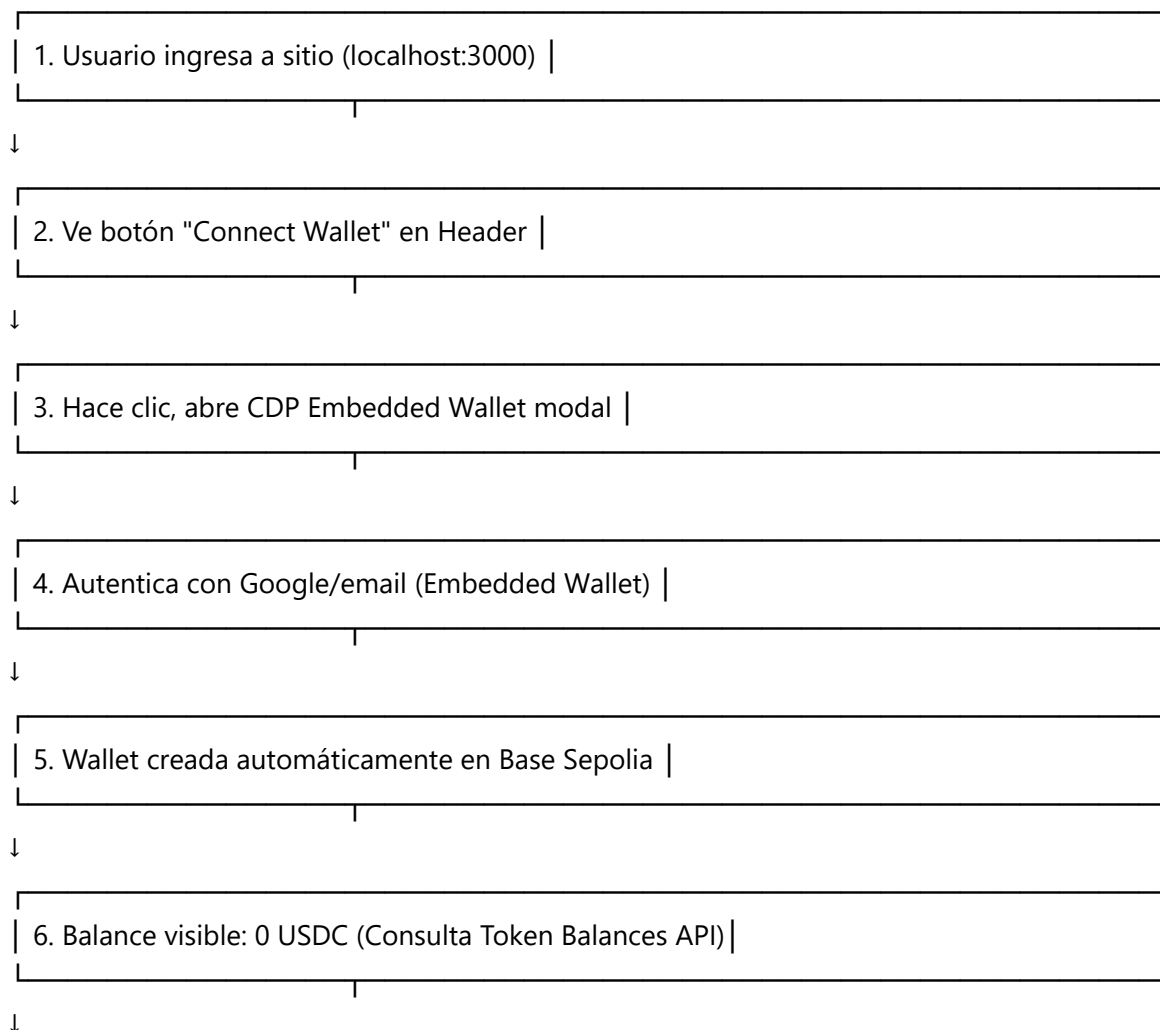 1. Usuario ingresa a sitio (localhost:3000)
↓
2. Ve botón "Connect Wallet" en Header
↓
3. Hace clic, abre CDP Embedded Wallet modal
↓
4. Autentica con Google/email (Embedded Wallet)
↓
5. Wallet creada automáticamente en Base Sepolia
↓
6. Balance visible: 0 USDC (Consulta Token Balances API)
↓